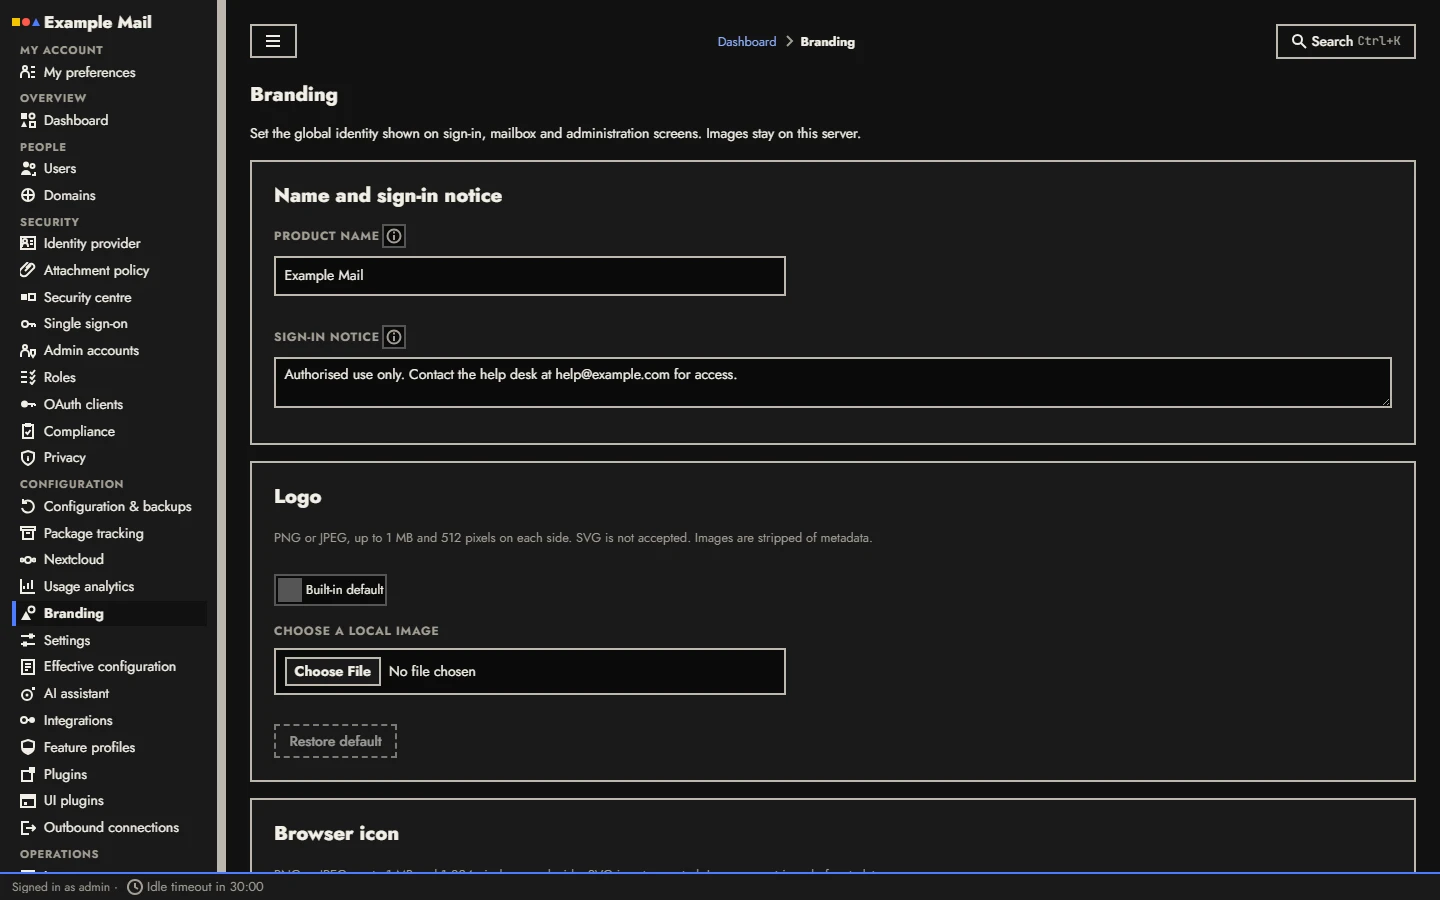 Example Mail
MY ACCOUNT
My preferences
OVERVIEW
Dashboard
PEOPLE
Users
Domains
SECURITY
Identity provider
Attachment policy
Security centre
Single sign-on
Admin accounts
Roles
OAuth clients
Compliance
Privacy
CONFIGURATION
Configuration & backups
Package tracking
Nextcloud
Usage analytics
Branding
Settings
Effective configuration
AI assistant
Integrations
Feature profiles
Plugins
UI plugins
Outbound connections
OPERATIONS
Dashboard > Branding
Search Ctrl+K
Branding
Set the global identity shown on sign-in, mailbox and administration screens. Images stay on this server.
Name and sign-in notice
PRODUCT NAME
Example Mail
SIGN-IN NOTICE
Authorised use only. Contact the help desk at help@example.com for access.
Logo
PNG or JPEG, up to 1 MB and 512 pixels on each side. SVG is not accepted. Images are stripped of metadata.
Built-in default
CHOOSE A LOCAL IMAGE
Choose File No file chosen
Restore default
Browser icon
Signed in as admin · Idle timeout in 30:00